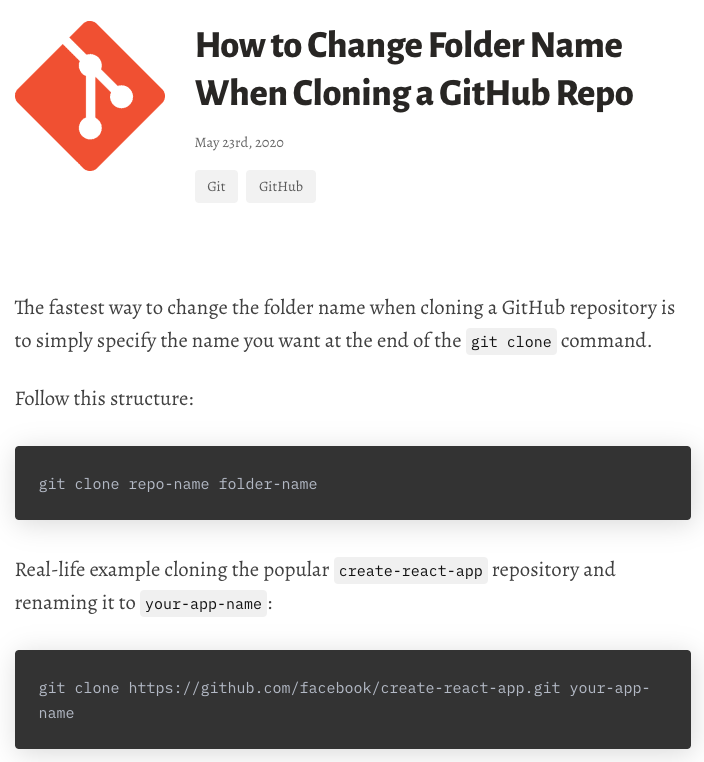 How to Change Folder Name
When Cloning a GitHub Repo
May 23rd, 2020
Git GitHub
The fastest way to change the folder name when cloning a GitHub repository is
to simply specify the name you want at the end of the git clone command.
Follow this structure:
git clone repo-name folder-name
Real-life example cloning the popular create-react-app repository and
renaming it to your-app-name:
git clone https://github.com/facebook/create-react-app.git your-app-
name